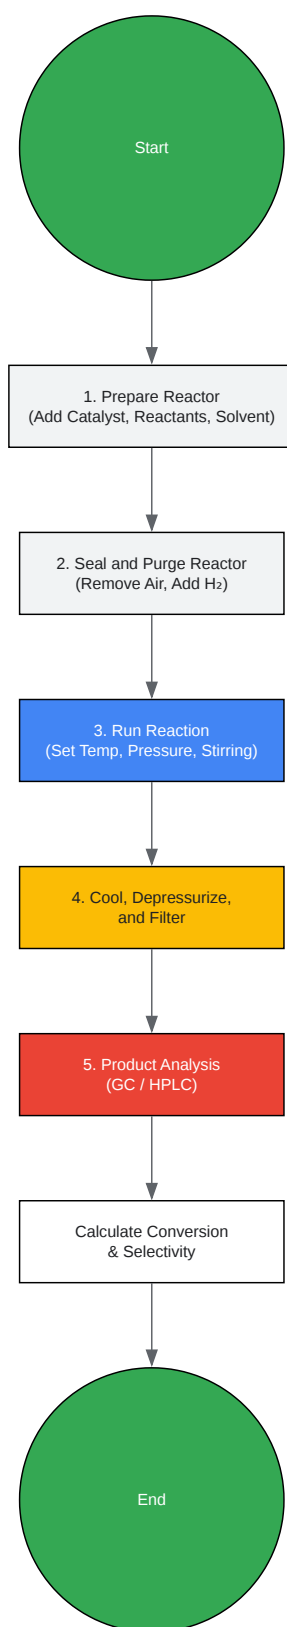 Start
1. Prepare Reactor
(Add Catalyst, Reactants, Solvent)
2. Seal and Purge Reactor
(Remove Air, Add H₂)
3. Run Reaction
(Set Temp, Pressure, Stirring)
4. Cool, Depressurize,
and Filter
5. Product Analysis
(GC / HPLC)
Calculate Conversion
& Selectivity
End